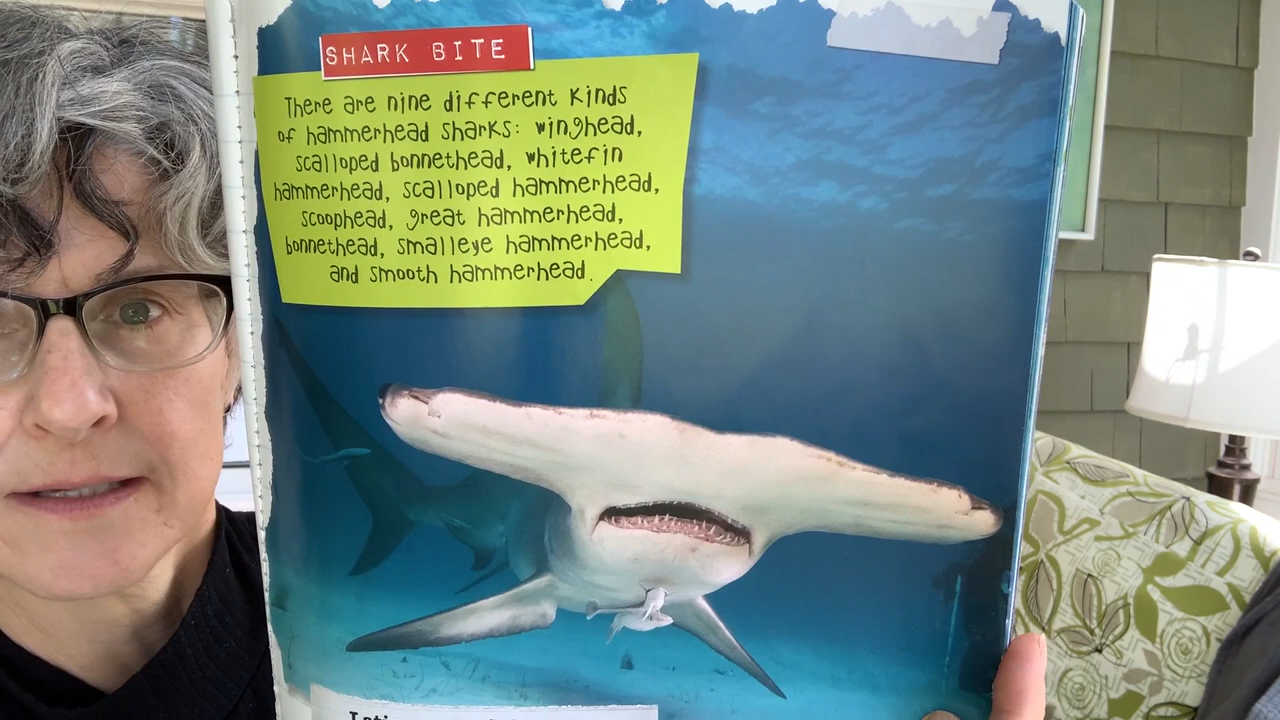 SHARK BITE
There are nine different kinds
of hammerhead sharks: winghead,
scalloped bonnethead, whitefin
hammerhead, scalloped hammerhead,
scoophead, great hammerhead,
bonnethead, smalleye hammerhead,
and smooth hammerhead.